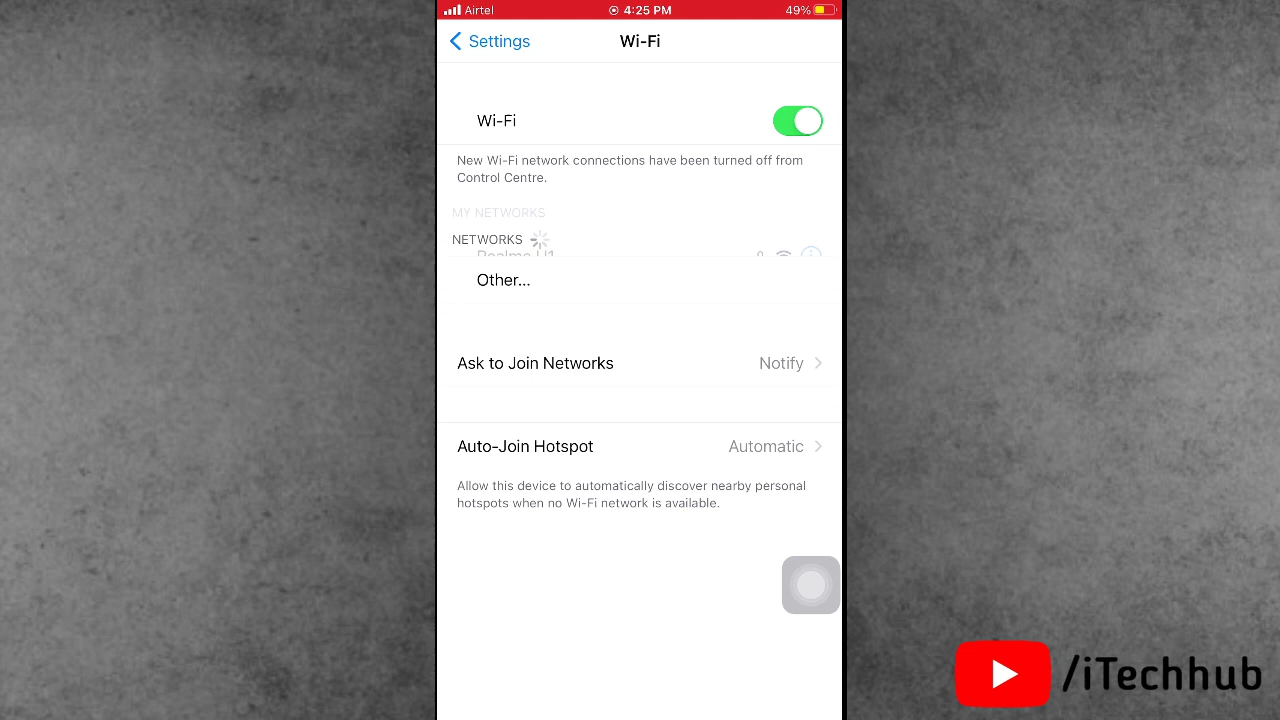 Airtel 4:25 PM 49%
Settings Wi-Fi
Wi-Fi
New Wi-Fi network connections have been turned off from
Control Centre.
MY NETWORKS
NETWORKS
Other...
Ask to Join Networks Notify
Auto-Join Hotspot Automatic
Allow this device to automatically discover nearby personal
hotspots when no Wi-Fi network is available.
/iTechhub